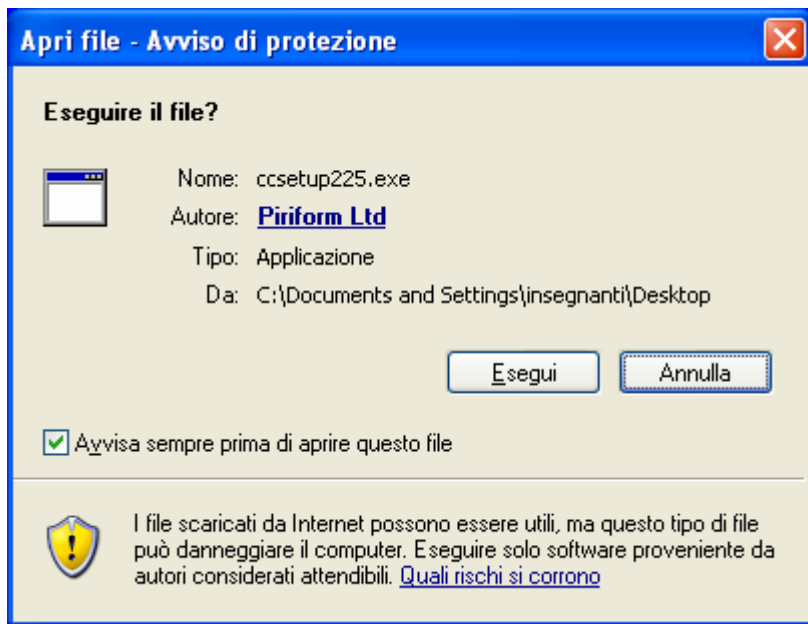 Apri file - Avviso di protezione
Eseguire il file?
Nome: ccsetup225.exe
Autore: Piriform Ltd
Tipo: Applicazione
Da: C:\Documents and Settings\insegnanti\Desktop
Esegui Annulla
Avvisa sempre prima di aprire questo file
I file scaricati da Internet possono essere utili, ma questo tipo di file
può danneggiare il computer. Eseguire solo software proveniente da
autori considerati attendibili. Quali rischi si corrono